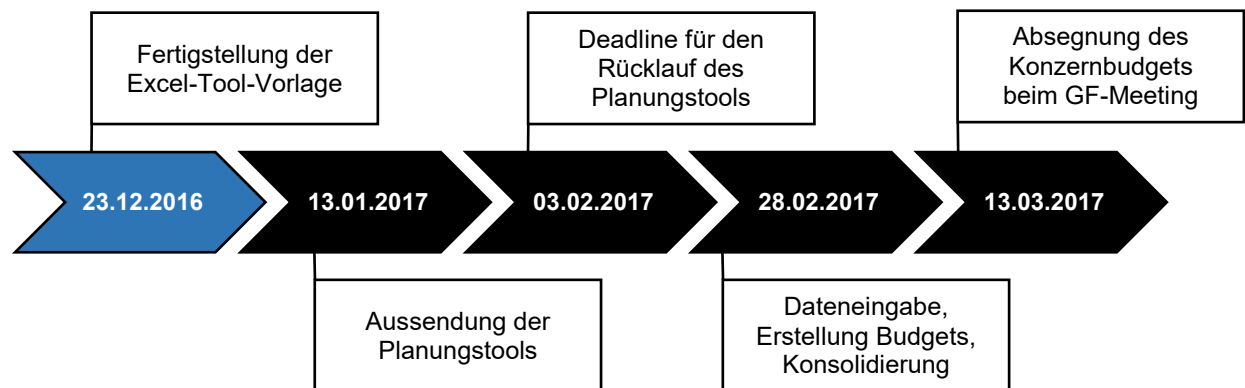 Fertigstellung der
Excel-Tool-Vorlage
Deadline für den
Rücklauf des
Planungstools
Absegnung des
Konzernbudgets
beim GF-Meeting
23.12.2016
13.01.2017
03.02.2017
28.02.2017
13.03.2017
Aussendung der
Planungstools
Dateneingabe,
Erstellung Budgets,
Konsolidierung